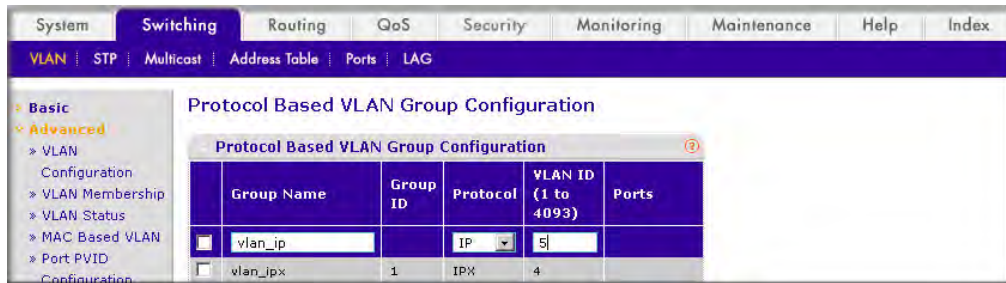 System Switching Routing QoS Security Monitoring Maintenance Help Index
VLAN STP Multicast Address Table Ports LAG
Basic
Advanced
» VLAN
Configuration
» VLAN Membership
» VLAN Status
» MAC Based VLAN
» Port PVID
Configuration
Protocol Based VLAN Group Configuration
Protocol Based VLAN Group Configuration
Group Name
Group
ID
Protocol
VLAN ID
(1 to
4093)
Ports
vlan_ip IP 5
vlan_ipx 1 IPX 4